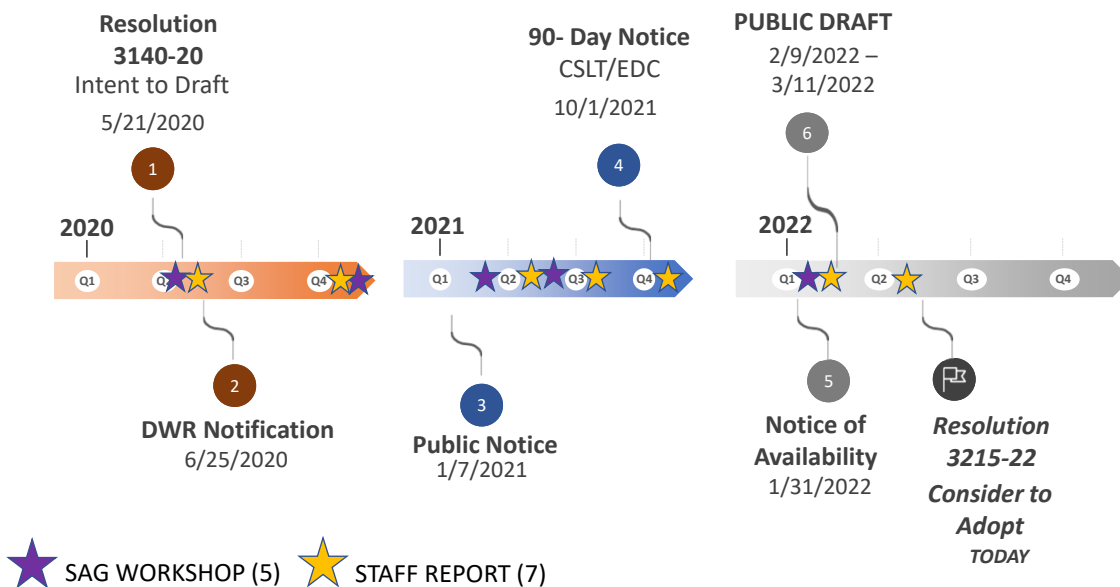 Resolution
3140-20
Intent to Draft
5/21/2020
1
90- Day Notice
CSLT/EDC
10/1/2021
4
PUBLIC DRAFT
2/9/2022 –
3/11/2022
6
2020
Q1
Q2
Q3
Q4
2021
Q1
Q2
Q3
Q4
2022
Q1
Q2
Q3
Q4
2
DWR Notification
6/25/2020
3
Public Notice
1/7/2021
5
Notice of
Availability
1/31/2022
Resolution
3215-22
Consider to
Adopt
TODAY
SAG WORKSHOP (5)
STAFF REPORT (7)